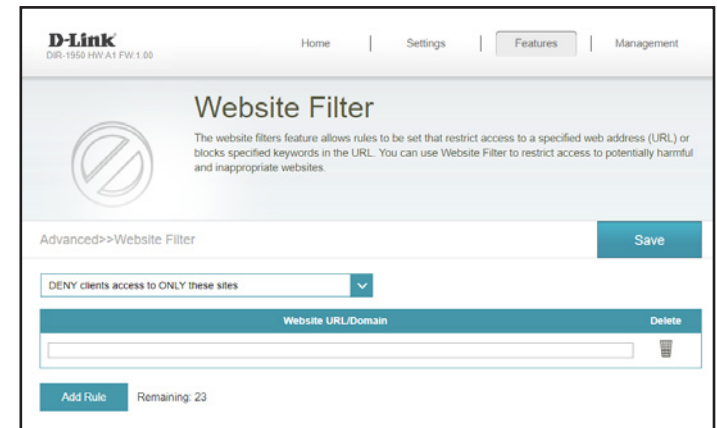 D-Link
DIR-1950 HW:A1 FW:1.00
Home | Settings | Features | Management
Website Filter
The website filters feature allows rules to be set that restrict access to a specified web address (URL) or
blocks specified keywords in the URL. You can use Website Filter to restrict access to potentially harmful
and inappropriate websites.
Advanced>>Website Filter
Save
DENY clients access to ONLY these sites
Website URL/Domain Delete
Add Rule Remaining: 23